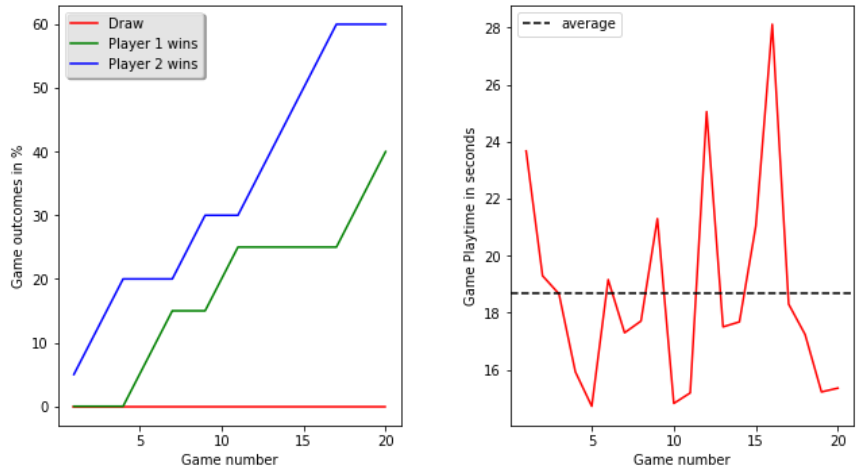 Draw
Player 1 wins
Player 2 wins
Game outcomes in %
60
50
40
30
20
10
0
5
10
15
20
Game number
average
Game Playtime in seconds
28
26
24
22
20
18
16
5
10
15
20
Game number